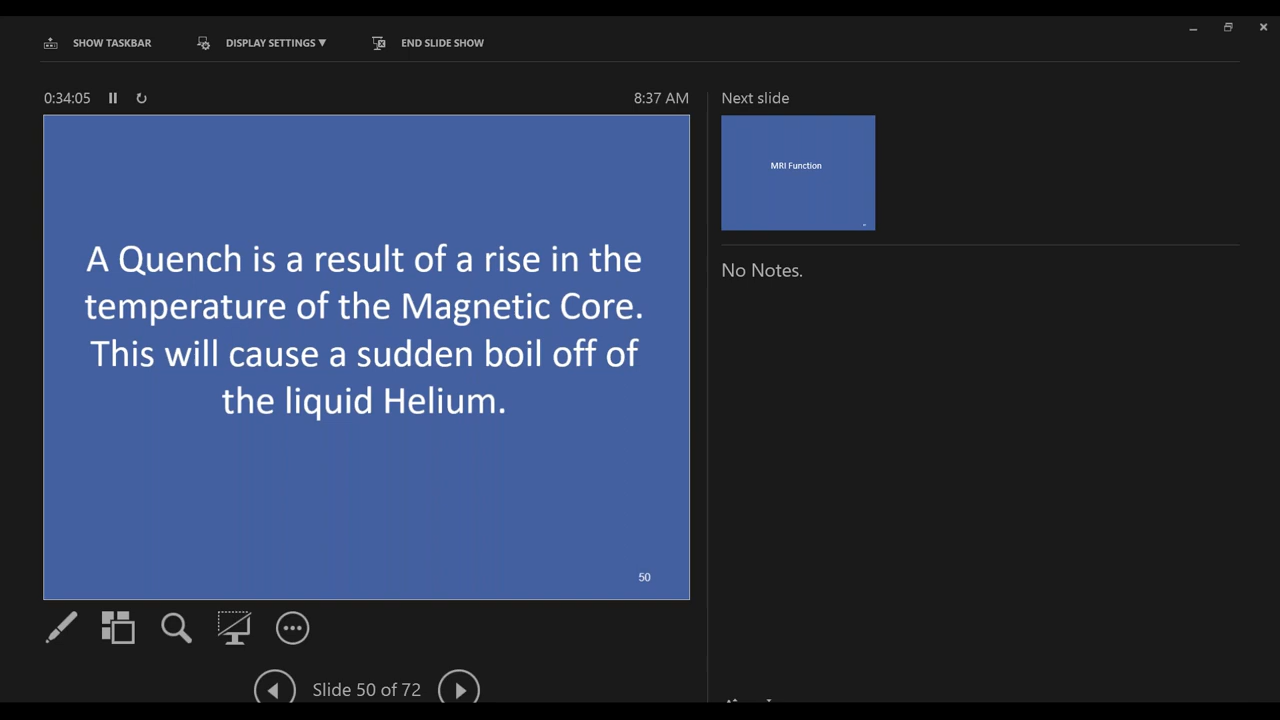 SHOW TASKBAR
DISPLAY SETTINGS ▼
END SLIDE SHOW
0:34:05
8:37 AM
A Quench is a result of a rise in the
temperature of the Magnetic Core.
This will cause a sudden boil off of
the liquid Helium.
50
Slide 50 of 72
Next slide
MRI Function
No Notes.